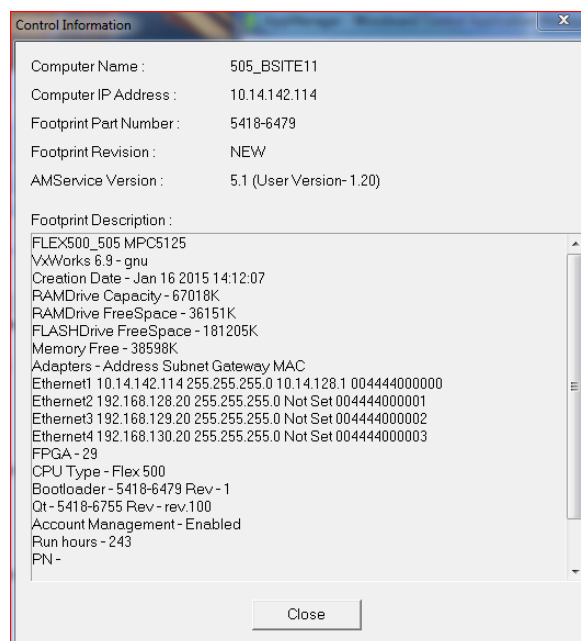 Control Information
Computer Name : 505_BSITE11
Computer IP Address : 10.14.142.114
Footprint Part Number : 5418-6479
Footprint Revision : NEW
AMService Version : 5.1 (User Version- 1.20)
Footprint Description :
FLEX500_505 MPC5125
VxWorks 6.9 - gnu
Creation Date - Jan 16 2015 14:12:07
RAMDrive Capacity - 67018K
RAMDrive FreeSpace - 36151K
FLASHDrive FreeSpace - 181205K
Memory Free - 38598K
Adapters - Address Subnet Gateway MAC
Ethernet1 10.14.142.114 255.255.255.0 10.14.128.1 004444000000
Ethernet2 192.168.128.20 255.255.255.0 Not Set 004444000001
Ethernet3 192.168.129.20 255.255.255.0 Not Set 004444000002
Ethernet4 192.168.130.20 255.255.255.0 Not Set 004444000003
FPGA - 29
CPU Type - Flex 500
Bootloader - 5418-6479 Rev - 1
Qt - 5418-6755 Rev - rev.100
Account Management - Enabled
Run hours - 243
PN -
Close